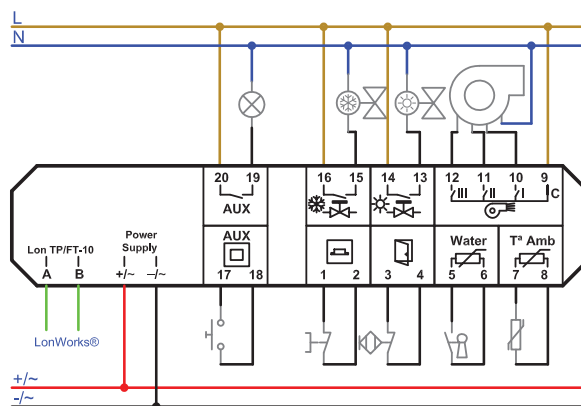 L
N
20 19 16 15 14 13 12 11 10 9
III II I C
AUX
Lon TP/FT-10
Power
Supply
AUX
Water
Tª Amb
A B +/~ –/~
17 18 1 2 3 4 5 6 7 8
LonWorks®
+/~
-/~